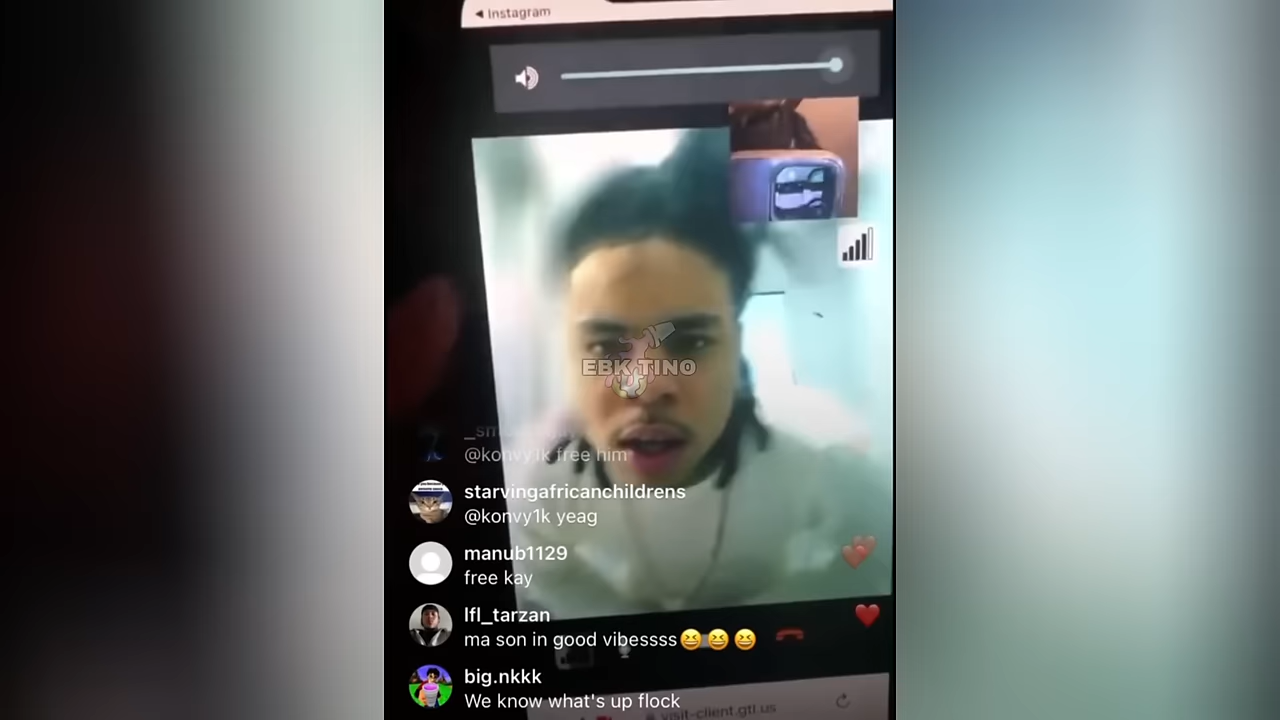 Instagram
EBK TINO
@konvy1k free him
starvingafricanchildrens
@konvy1k yeag
manub1129
free kay
lfl_tarzan
ma son in good vibessss😆😆😆
big.nkkk
We know what's up flock
visit-client.gtl.us